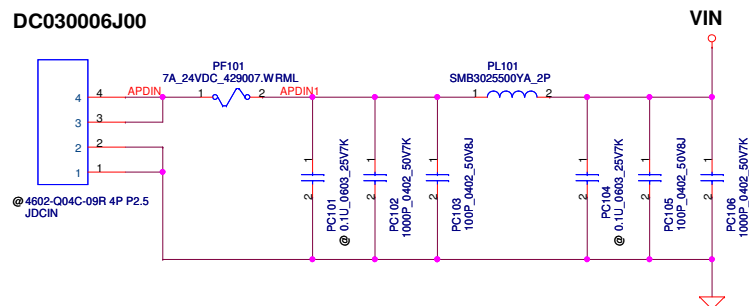 DC030006J00
VIN
PF101
7A_24VDC_429007.WRML
PL101
SMB3025500YA_2P
4 4 APDIN 1 2 APDIN1 1 2
3 3
2 2
1 1
@ 4602-Q04C-09R 4P P2.5
JDCIN
1
2
PC101
@ 0.1U_0603_25V7K
1
2
PC102
1000P_0402_50V7K
1
2
PC103
100P_0402_50V8J
1
2
PC104
@ 0.1U_0603_25V7K
1
2
PC105
100P_0402_50V8J
1
2
PC106
1000P_0402_50V7K